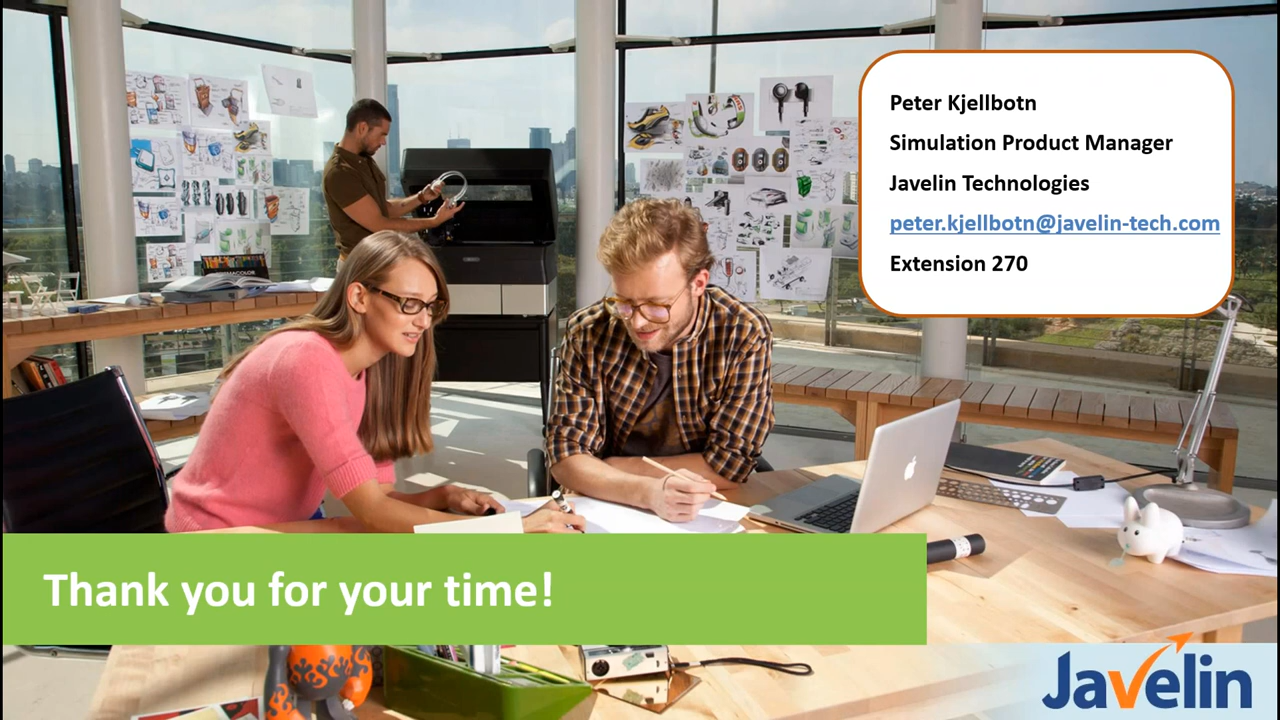 Peter Kjellbotn
Simulation Product Manager
Javelin Technologies
peter.kjellbotn@javelin-tech.com
Extension 270
Thank you for your time!
Javelin